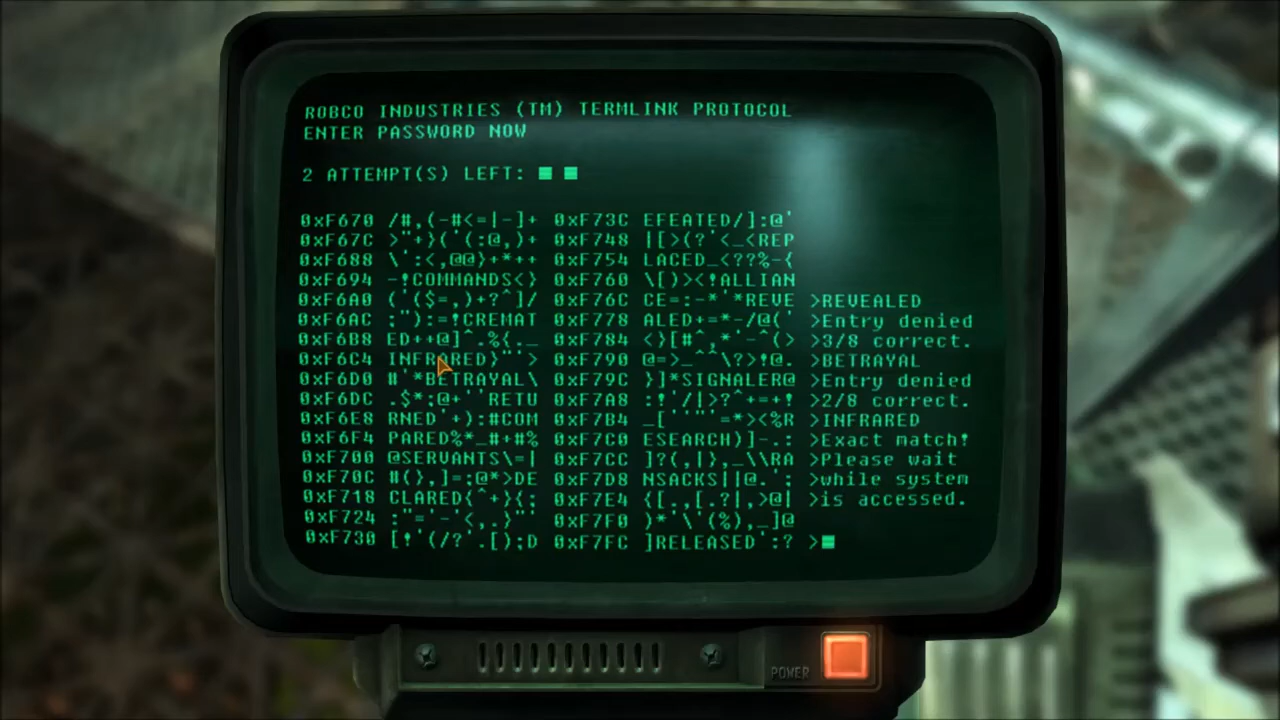 ROBCO INDUSTRIES (TM) TERMLINK PROTOCOL
ENTER PASSWORD NOW
2 ATTEMPT(S) LEFT: ■ ■
0xF670 /#,(-#<=|-]+ 0xF73C EFEATED/]:@'
0xF67C >"+}('(:@,)+ 0xF748 |[>(?'<_<REP
0xF688 \':<,@@}+*++ 0xF754 LACED_<??%-{
0xF694 -!COMMANDS<} 0xF760 \[)><!ALLIAN
0xF6A0 ('($=,)+?^]/ 0xF76C CE=:-*'*REVE >REVEALED
0xF6AC :"):=!CREMAT 0xF778 ALED+=*-/@(' >Entry denied
0xF6B8 ED++@]^.%{._ 0xF784 <}[#^,*'-^(> >3/8 correct.
0xF6C4 INFRARED}"'> 0xF790 @=>_^^\?>!@. >BETRAYAL
0xF6D0 #'*BETRAYAL\ 0xF79C }]*SIGNALER@ >Entry denied
0xF6DC .$*;@+''RETU 0xF7A8 :!'/|>?^+=+! >2/8 correct.
0xF6E8 RNED'+):#COM 0xF7B4 _[''"'=*><%R >INFRARED
0xF6F4 PARED%*_#+#% 0xF7C0 ESEARCH)]-.: >Exact match!
0xF700 @SERVANTS\=| 0xF7CC ]?(,|},_\\RA >Please wait
0xF70C #(},]=:@*>DE 0xF7D8 NSACKS||@.': >while system
0xF718 CLARED{^+}{; 0xF7E4 {[.,[.?|,>@| >is accessed.
0xF724 :"='-'<,.}"' 0xF7F0 )*'\'(%),_]@
0xF730 [!'(/?'.[);D 0xF7FC ]RELEASED':? >■
POWER